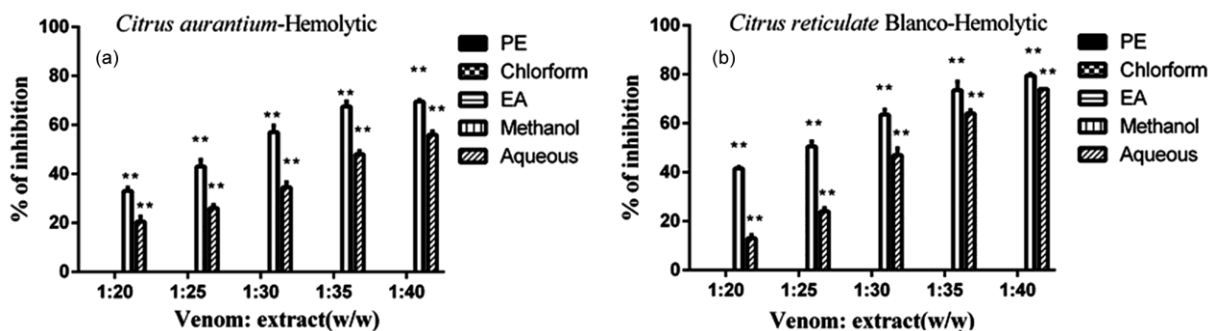 Citrus aurantium-Hemolytic
(a)
100
80
60
40
20
0
% of inhibition
**
**
**
**
**
**
**
**
**
**
1:20 1:25 1:30 1:35 1:40
Venom: extract(w/w)
PE
Chlorform
EA
Methanol
Aqueous
Citrus reticulate Blanco-Hemolytic
(b)
100
80
60
40
20
0
% of inhibition
**
**
**
**
**
**
**
**
**
**
1:20 1:25 1:30 1:35 1:40
Venom: extract(w/w)
PE
Chlorform
EA
Methanol
Aqueous